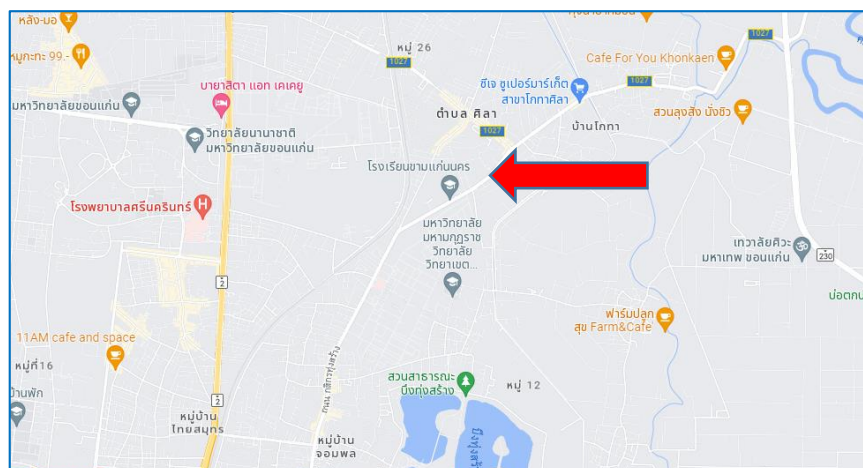 หลัง-มอ
หมูกะทะ 99.-
หมู่ 26
1027
Cafe For You Khonkaen
1027
1027
บายาสิตา แอท เคเคยู
ซีเจ ซูเปอร์มาร์เก็ต
สาขาโกทาศิลา
มหาวิทยาลัยขอนแก่น
ตำบล ศิลา
สวนลุงสัง นั่งชิว
วิทยาลัยนานาชาติ
มหาวิทยาลัยขอนแก่น
1027
บ้านโกทา
โรงเรียนขามแก่นนคร
โรงพยาบาลศรีนครินทร์
มหาวิทยาลัย
มหามกุฏราช
วิทยาลัย
วิทยาเขต...
เทวาลัยศิวะ
มหาเทพ ขอนแก่น
230
2
บ่อตกป
ฟาร์มปลูก
สุข Farm&Cafe
11AM cafe and space
หมู่ที่16
ถนน กสิกรทุ่งสร้าง
สวนสาธารณะ
บึงทุ่งสร้าง
หมู่ 12
บ้านพัก
2
หมู่บ้าน
ไทยสมุทร
หมู่บ้าน
จอมพล